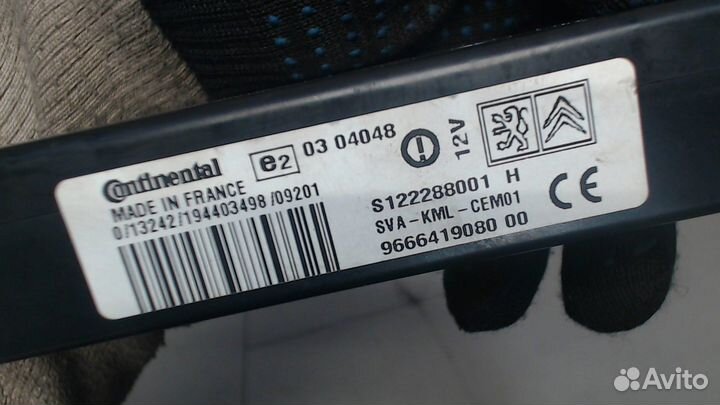 Continental
MADE IN FRANCE
0/13242/194403498/09201
e2 03 04048
12V
S122288001 H
SVA-KML-CEM01
9666419080 00
CE
Avito